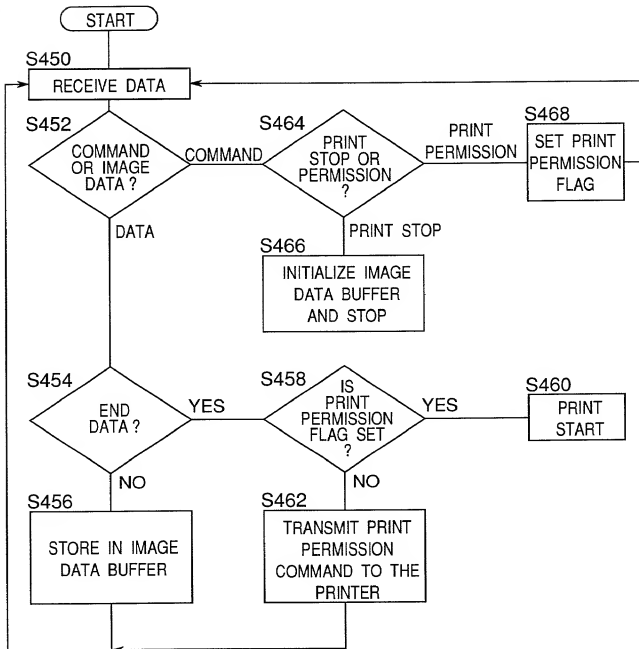 START
S450
RECEIVE DATA
S452
COMMAND
OR IMAGE
DATA ?
COMMAND
DATA
S464
PRINT
STOP OR
PERMISSION
?
PRINT
PERMISSION
PRINT STOP
S468
SET PRINT
PERMISSION
FLAG
S466
INITIALIZE IMAGE
DATA BUFFER
AND STOP
S454
END
DATA ?
YES
NO
S458
IS
PRINT
PERMISSION
FLAG SET
?
YES
NO
S460
PRINT
START
S456
STORE IN IMAGE
DATA BUFFER
S462
TRANSMIT PRINT
PERMISSION
COMMAND TO THE
PRINTER